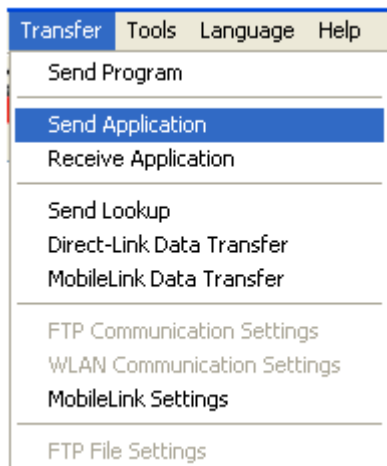 Transfer Tools Language Help
Send Program
Send Application
Receive Application
Send Lookup
Direct-Link Data Transfer
MobileLink Data Transfer
FTP Communication Settings
WLAN Communication Settings
MobileLink Settings
FTP File Settings